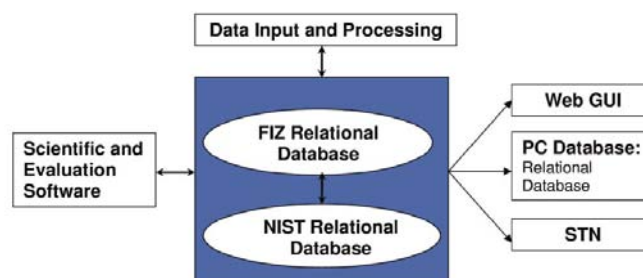 Data Input and Processing
FIZ Relational
Database
NIST Relational
Database
Scientific and
Evaluation
Software
Web GUI
PC Database:
Relational
Database
STN